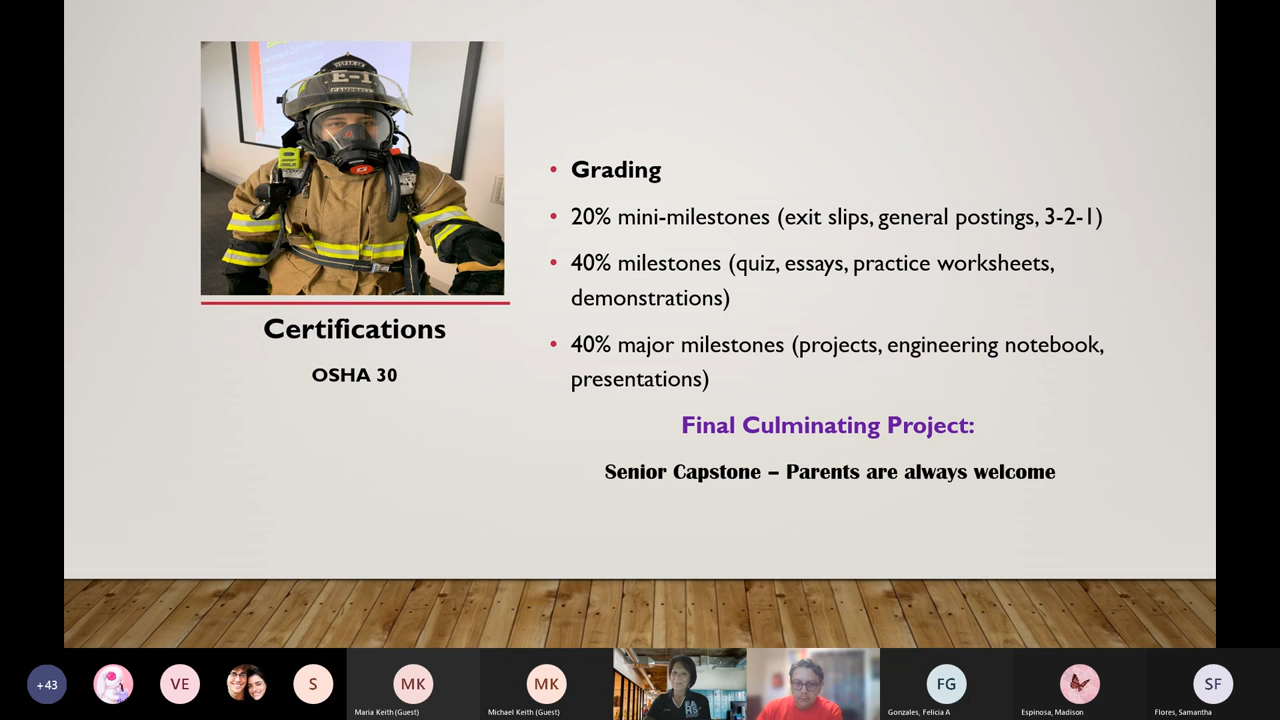 E-1
CAMPBELL
Certifications
OSHA 30
• Grading
• 20% mini-milestones (exit slips, general postings, 3-2-1)
• 40% milestones (quiz, essays, practice worksheets,
demonstrations)
• 40% major milestones (projects, engineering notebook,
presentations)
Final Culminating Project:
Senior Capstone – Parents are always welcome
+43
VE
S
MK
Maria Keith (Guest)
MK
Michael Keith (Guest)
FG
Gonzales, Felicia A
Espinosa, Madison
SF
Flores, Samantha